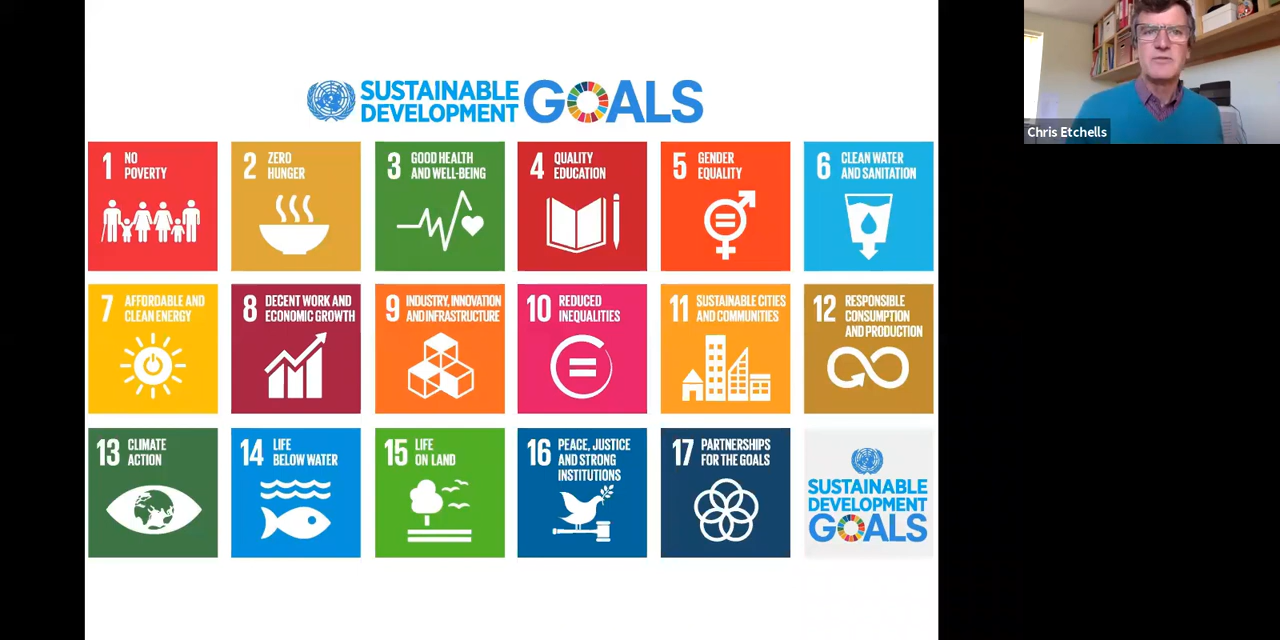 SUSTAINABLE
DEVELOPMENT
GOALS
Chris Etchells
1 NO
POVERTY
2 ZERO
HUNGER
3 GOOD HEALTH
AND WELL-BEING
4 QUALITY
EDUCATION
5 GENDER
EQUALITY
6 CLEAN WATER
AND SANITATION
7 AFFORDABLE AND
CLEAN ENERGY
8 DECENT WORK AND
ECONOMIC GROWTH
9 INDUSTRY, INNOVATION
AND INFRASTRUCTURE
10 REDUCED
INEQUALITIES
11 SUSTAINABLE CITIES
AND COMMUNITIES
12 RESPONSIBLE
CONSUMPTION
AND PRODUCTION
13 CLIMATE
ACTION
14 LIFE
BELOW WATER
15 LIFE
ON LAND
16 PEACE, JUSTICE
AND STRONG
INSTITUTIONS
17 PARTNERSHIPS
FOR THE GOALS
SUSTAINABLE
DEVELOPMENT
GOALS